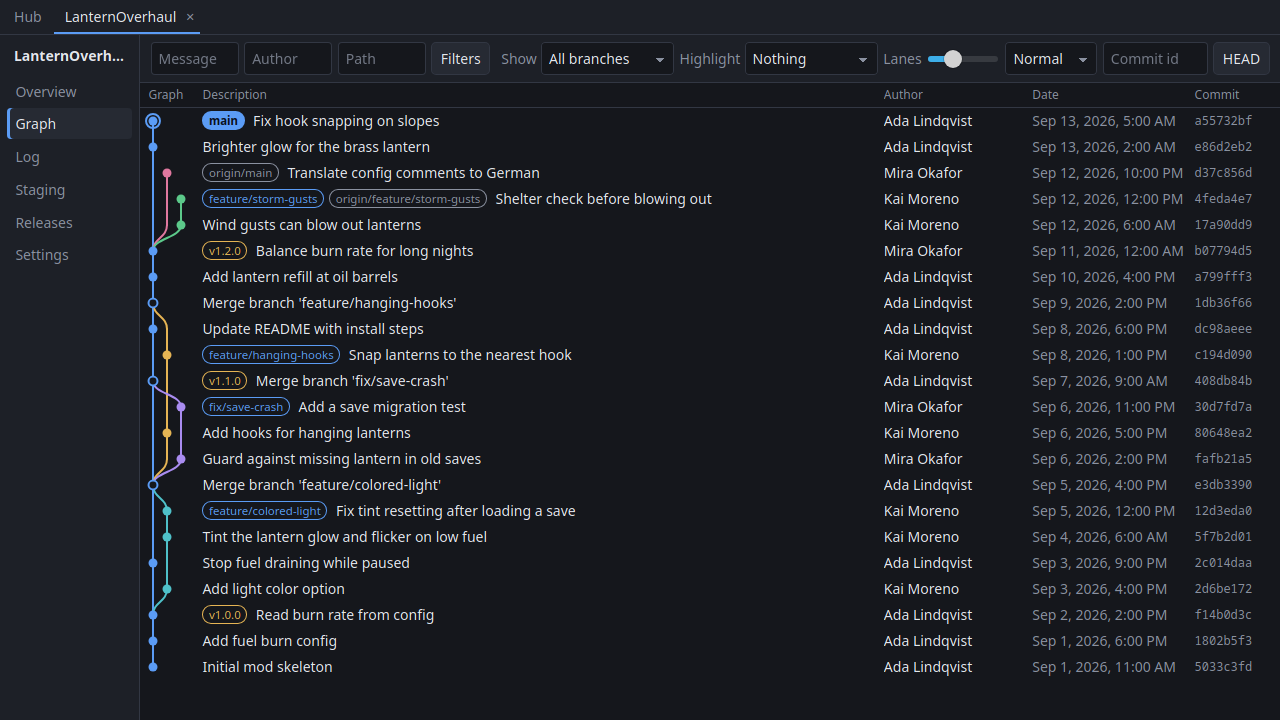 Hub LanternOverhaul ×
LanternOverh... Message Author Path Filters Show All branches Highlight Nothing Lanes Normal Commit id HEAD
Overview
Graph
Log
Staging
Releases
Settings
Graph Description Author Date Commit
main Fix hook snapping on slopes Ada Lindqvist Sep 13, 2026, 5:00 AM a55732bf
Brighter glow for the brass lantern Ada Lindqvist Sep 13, 2026, 2:00 AM e86d2eb2
origin/main Translate config comments to German Mira Okafor Sep 12, 2026, 10:00 PM d37c856d
feature/storm-gusts origin/feature/storm-gusts Shelter check before blowing out Kai Moreno Sep 12, 2026, 12:00 PM 4feda4e7
Wind gusts can blow out lanterns Kai Moreno Sep 12, 2026, 6:00 AM 17a90dd9
v1.2.0 Balance burn rate for long nights Mira Okafor Sep 11, 2026, 12:00 AM b07794d5
Add lantern refill at oil barrels Ada Lindqvist Sep 10, 2026, 4:00 PM a799fff3
Merge branch 'feature/hanging-hooks' Ada Lindqvist Sep 9, 2026, 2:00 PM 1db36f66
Update README with install steps Ada Lindqvist Sep 8, 2026, 6:00 PM dc98aeee
feature/hanging-hooks Snap lanterns to the nearest hook Kai Moreno Sep 8, 2026, 1:00 PM c194d090
v1.1.0 Merge branch 'fix/save-crash' Ada Lindqvist Sep 7, 2026, 9:00 AM 408db84b
fix/save-crash Add a save migration test Mira Okafor Sep 6, 2026, 11:00 PM 30d7fd7a
Add hooks for hanging lanterns Kai Moreno Sep 6, 2026, 5:00 PM 80648ea2
Guard against missing lantern in old saves Mira Okafor Sep 6, 2026, 2:00 PM fafb21a5
Merge branch 'feature/colored-light' Ada Lindqvist Sep 5, 2026, 4:00 PM e3db3390
feature/colored-light Fix tint resetting after loading a save Kai Moreno Sep 5, 2026, 12:00 PM 12d3eda0
Tint the lantern glow and flicker on low fuel Kai Moreno Sep 4, 2026, 6:00 AM 5f7b2d01
Stop fuel draining while paused Ada Lindqvist Sep 3, 2026, 9:00 PM 2c014daa
Add light color option Kai Moreno Sep 3, 2026, 4:00 PM 2d6be172
v1.0.0 Read burn rate from config Ada Lindqvist Sep 2, 2026, 2:00 PM f14b0d3c
Add fuel burn config Ada Lindqvist Sep 1, 2026, 6:00 PM 1802b5f3
Initial mod skeleton Ada Lindqvist Sep 1, 2026, 11:00 AM 5033c3fd